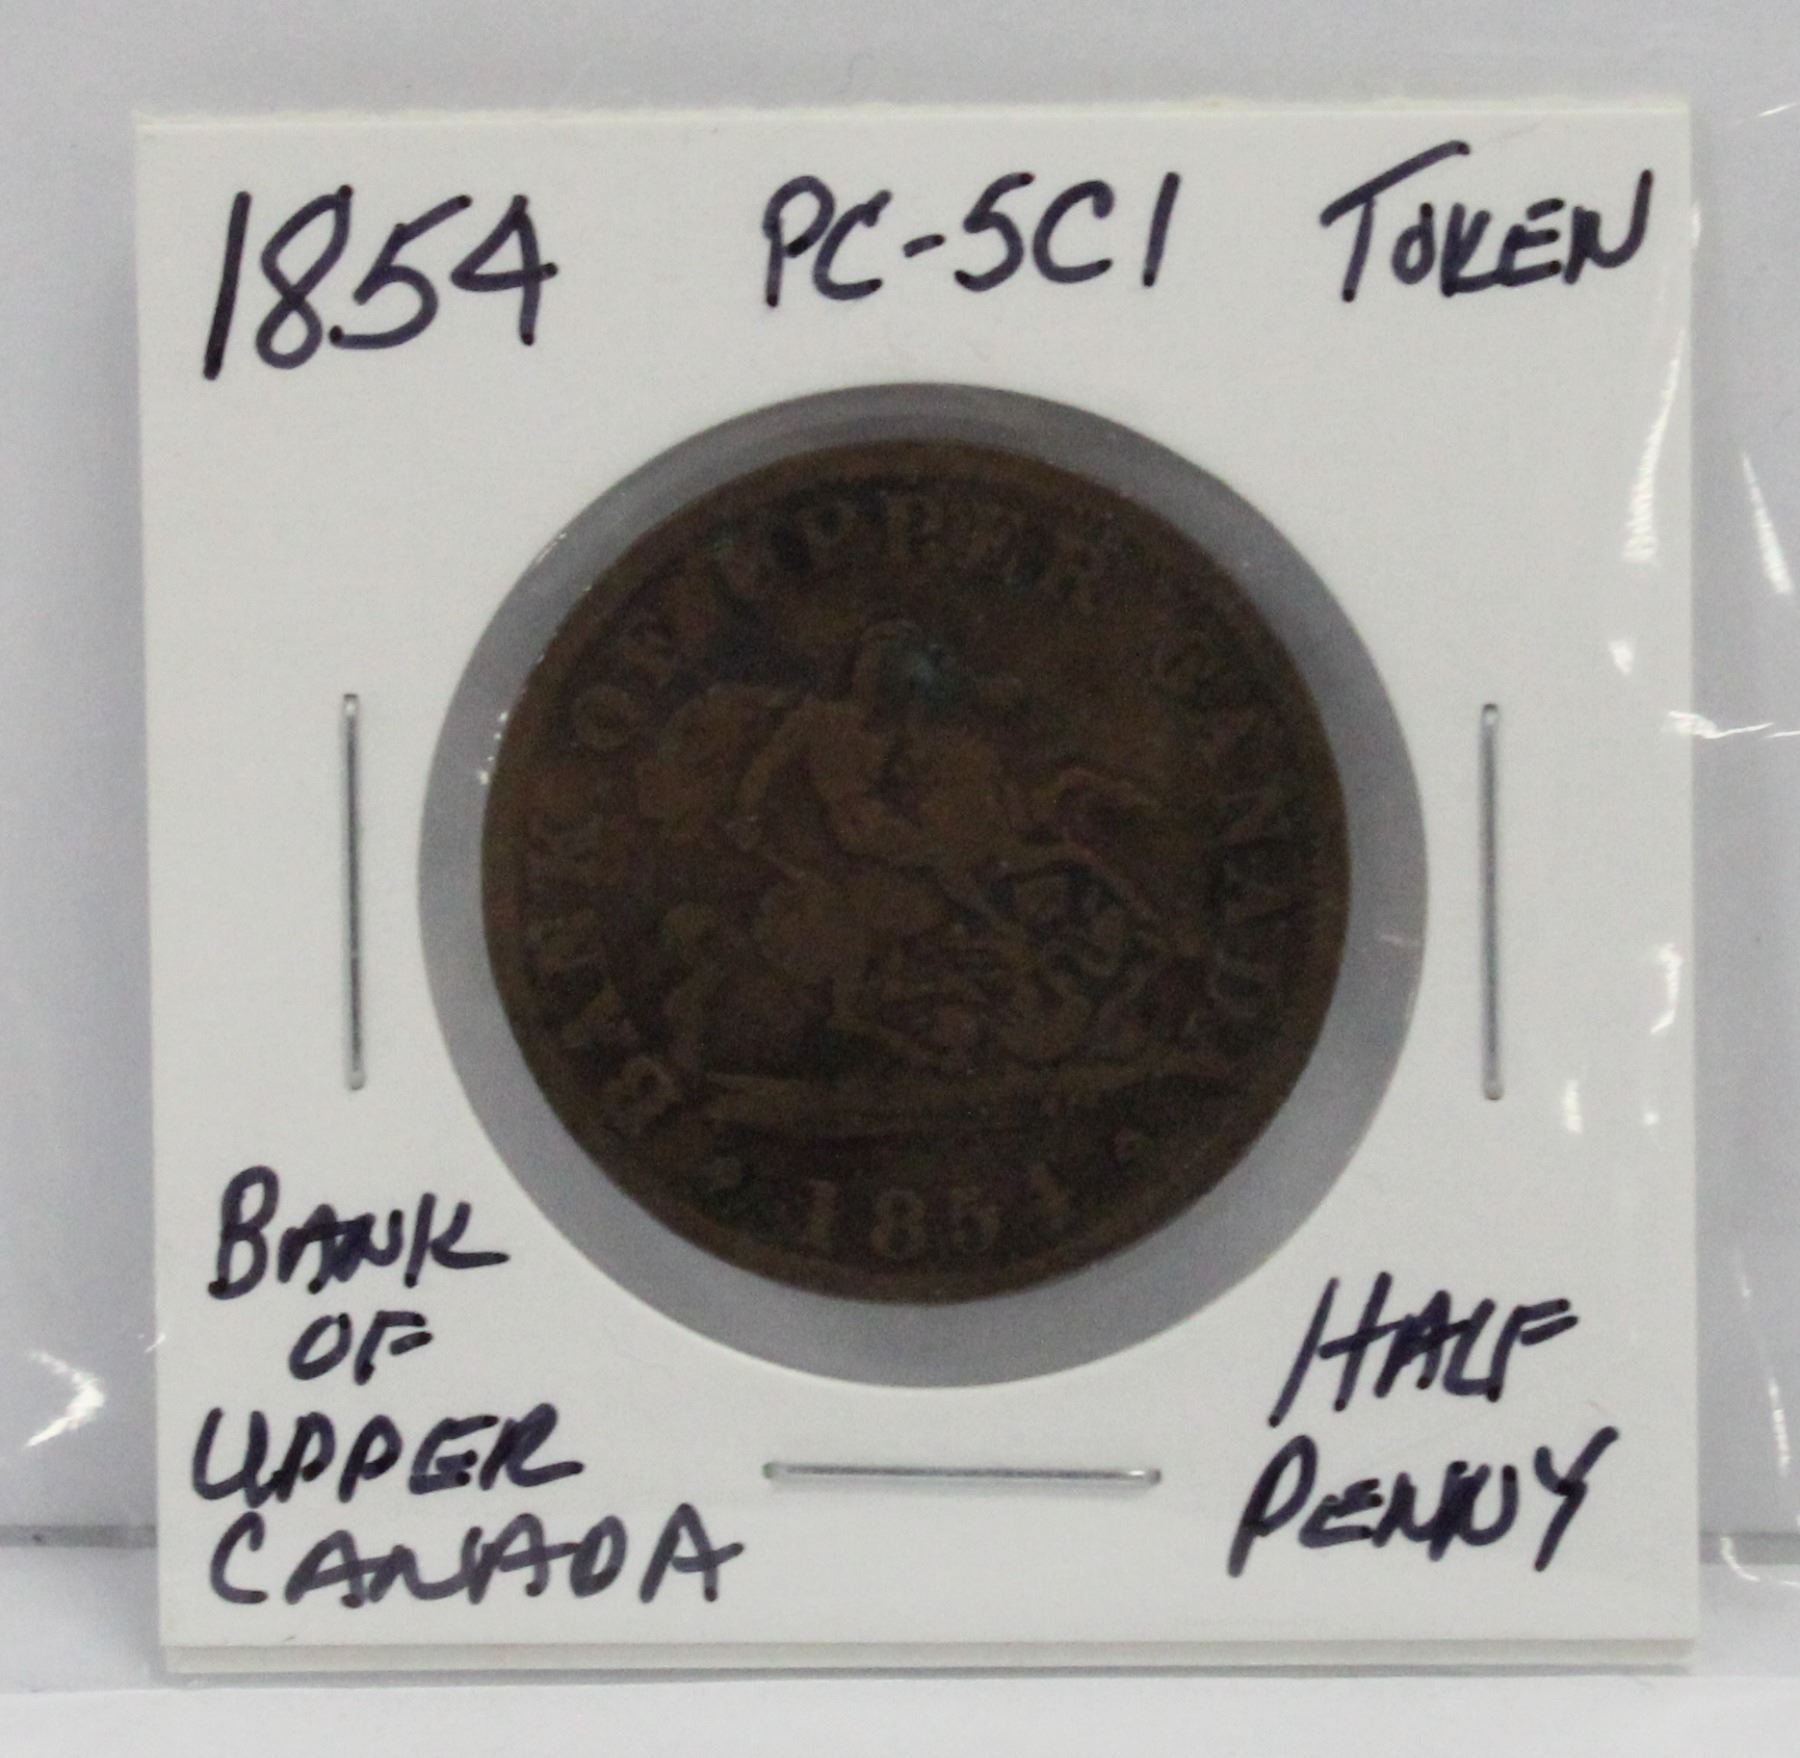 1854 PC-5C1 TOKEN
BANK OF UPPER CANADA
1854
BANK
OF
UPPER
CANADA
HALF
PENNY